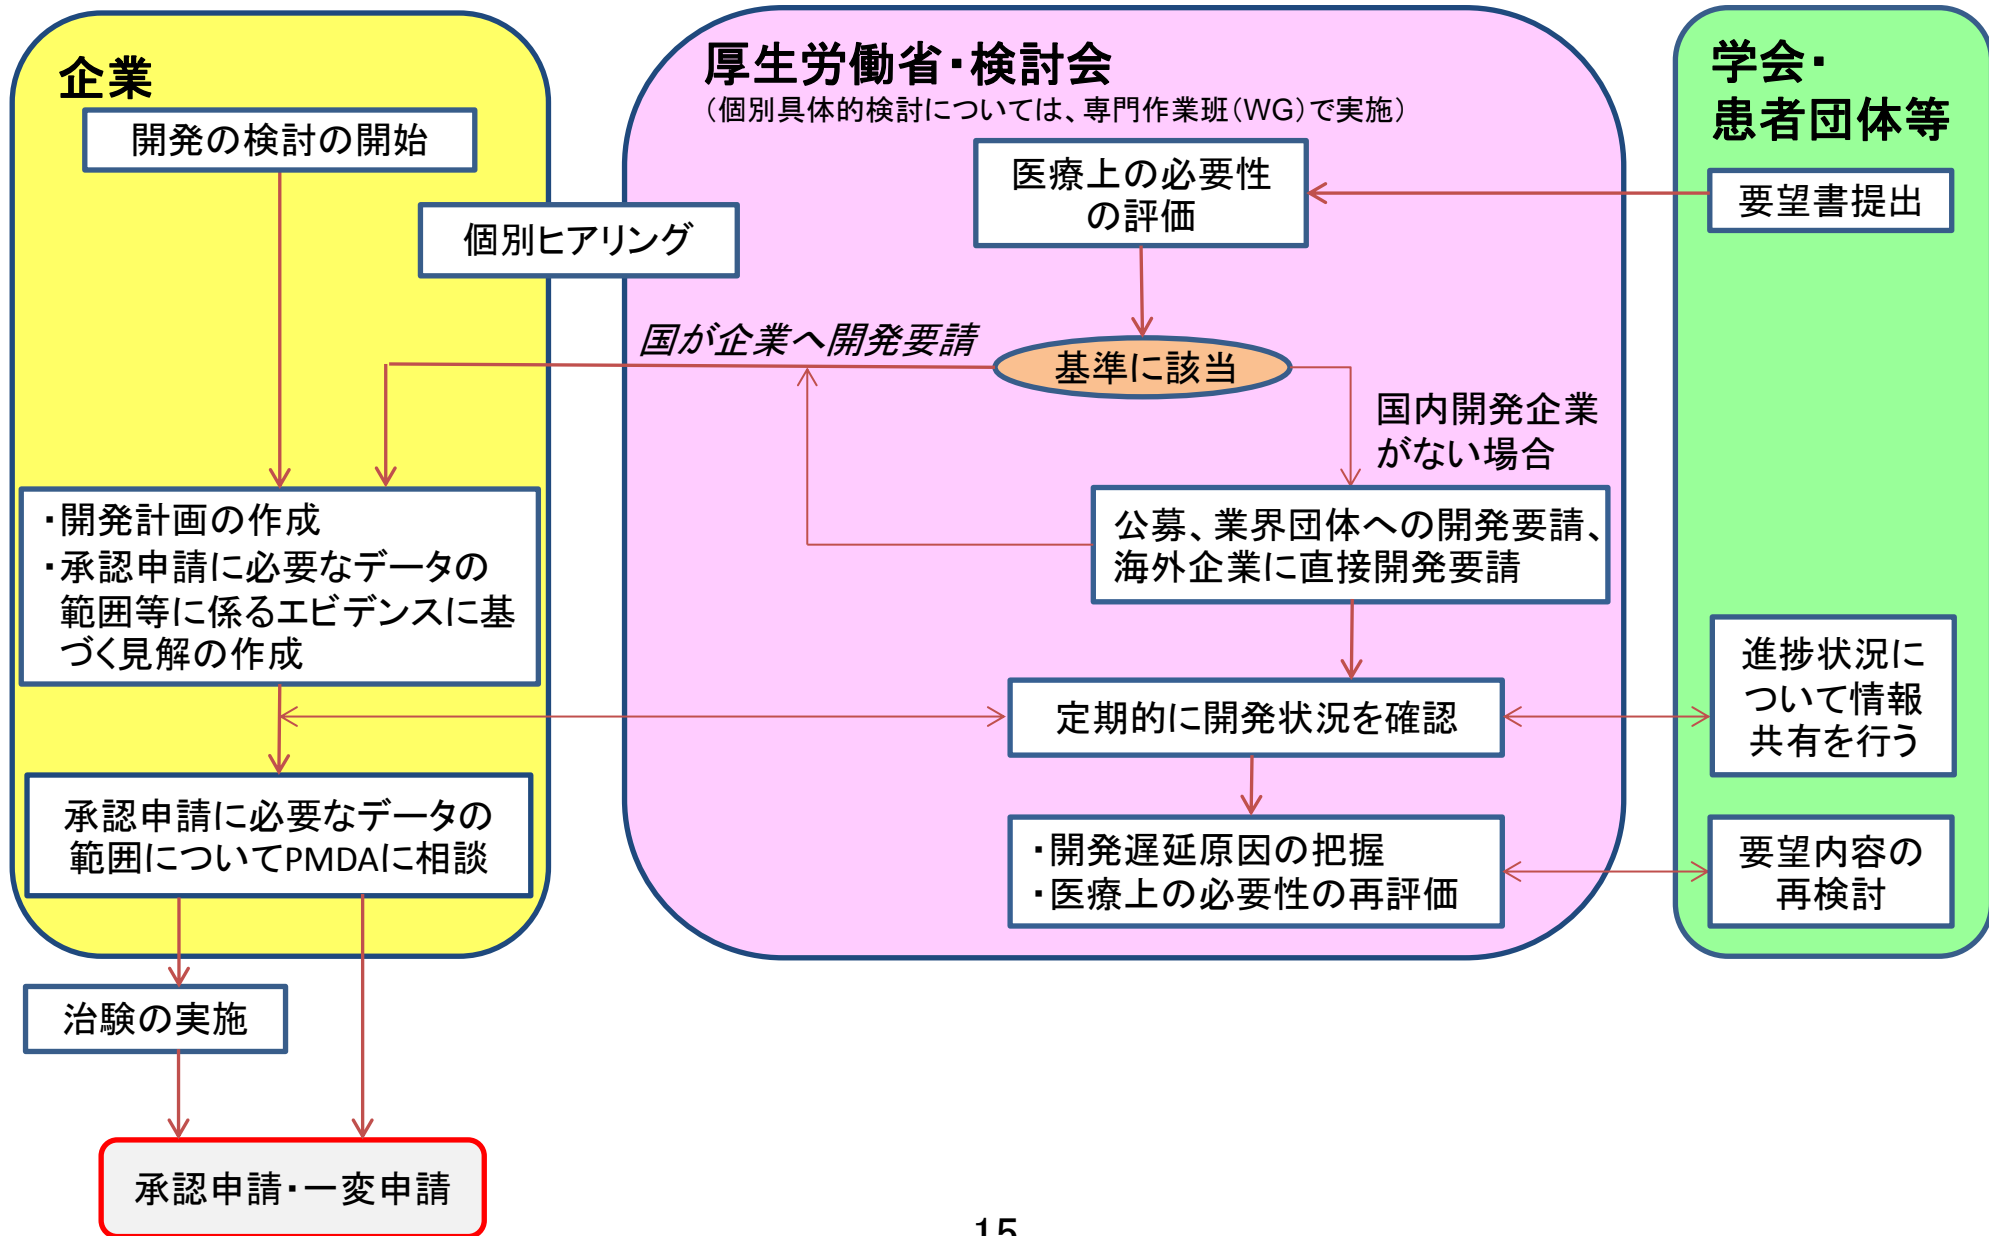 企業
開発の検討の開始
個別ヒアリング
・開発計画の作成
・承認申請に必要なデータの
範囲等に係るエビデンスに基
づく見解の作成
承認申請に必要なデータの
範囲についてPMDAに相談
治験の実施
承認申請・一変申請
厚生労働省・検討会
（個別具体的検討については、専門作業班（WG）で実施）
医療上の必要性
の評価
国が企業へ開発要請
基準に該当
国内開発企業
がない場合
公募、業界団体への開発要請、
海外企業に直接開発要請
定期的に開発状況を確認
・開発遅延原因の把握
・医療上の必要性の再評価
学会・
患者団体等
要望書提出
進捗状況に
ついて情報
共有を行う
要望内容の
再検討
15